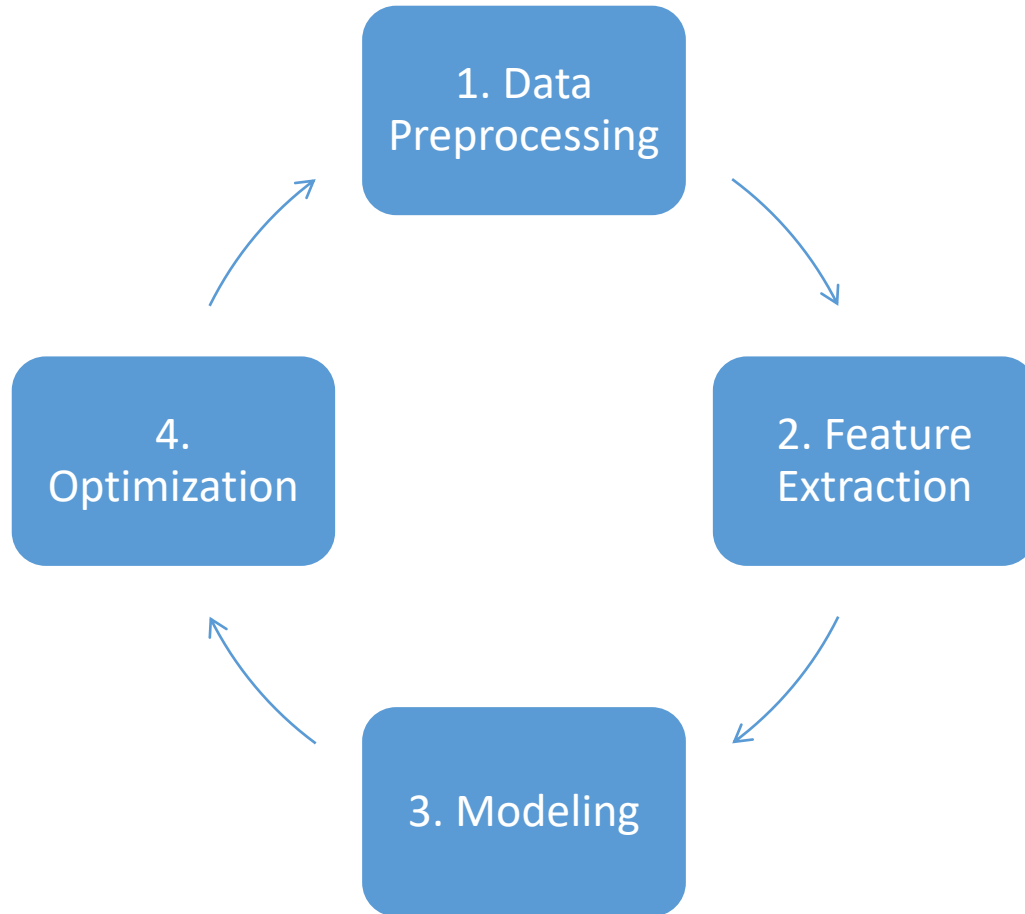 1. Data
Preprocessing
2. Feature
Extraction
3. Modeling
4.
Optimization